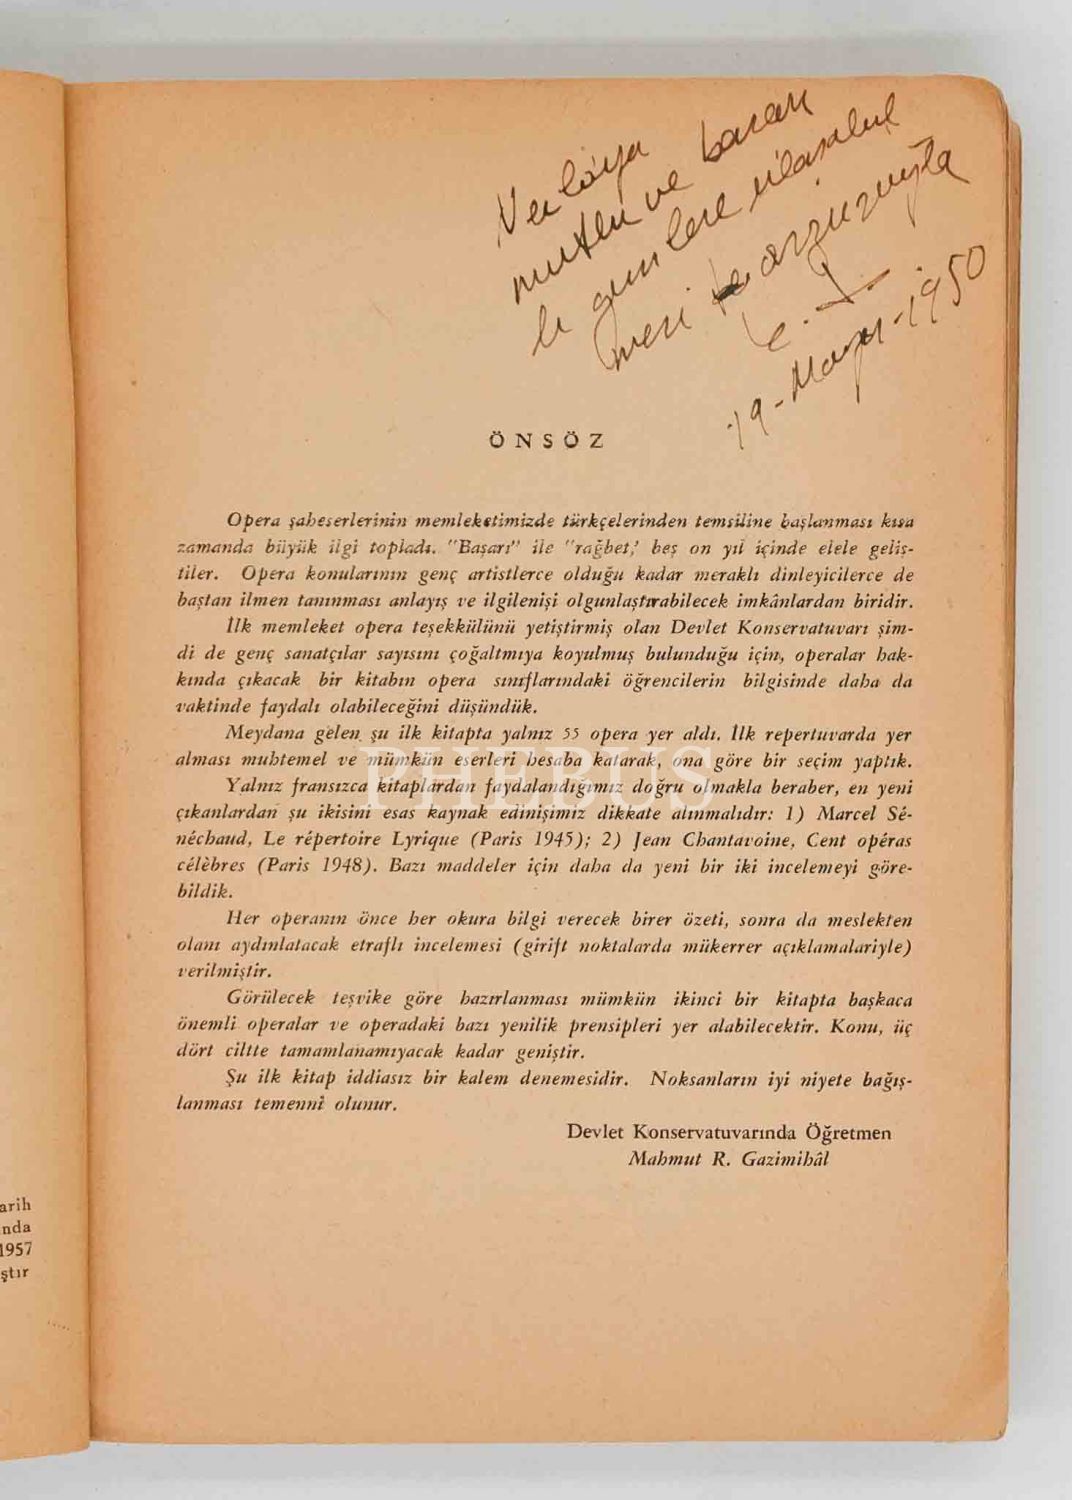 mutlu ve başarı
lı günlere ulaşabil
mesi arzusuyla
19-Mayıs-1950
ÖNSÖZ
Opera şaheserlerinin memleketimizde türkçelerinden temsiline başlanması kısa
zamanda büyük ilgi topladı. "Başarı" ile "rağbet,' beş on yıl içinde elele geliş-
tiler. Opera konularının genç artistlerce olduğu kadar meraklı dinleyicilerce de
baştan ilmen tanınması anlayış ve ilgilenişi olgunlaştırabilecek imkânlardan biridir.
İlk memleket opera teşekkülünü yetiştirmiş olan Devlet Konservatuvarı şim-
di de genç sanatçılar sayısını çoğaltmıya koyulmuş bulunduğu için, operalar hak-
kında çıkacak bir kitabın opera sınıflarındaki öğrencilerin bilgisinde daha da
vaktinde faydalı olabileceğini düşündük.
Meydana gelen şu ilk kitapta yalnız 55 opera yer aldı. İlk repertuvarda yer
alması muhtemel ve mümkün eserleri hesaba katarak, ona göre bir seçim yaptık.
PHEBUS
Yalnız fransızca kitaplardan faydalandığımız doğru olmakla beraber, en yeni
çıkanlardan şu ikisini esas kaynak edinişimiz dikkate alınmalıdır: 1) Marcel Sé-
néchaud, Le répertoire Lyrique (Paris 1945); 2) Jean Chantavoine, Cent opéras
célèbres (Paris 1948). Bazı maddeler için daha da yeni bir iki incelemeyi göre-
bildik.
Her operanın önce her okura bilgi verecek birer özeti, sonra da meslekten
olanı aydınlatacak etraflı incelemesi (girift noktalarda mükerrer açıklamalariyle)
verilmiştir.
Görülecek teşvike göre hazırlanması mümkün ikinci bir kitapta başkaca
önemli operalar ve operadaki bazı yenilik prensipleri yer alabilecektir. Konu, üç
dört ciltte tamamlanamıyacak kadar geniştir.
Şu ilk kitap iddiasız bir kalem denemesidir. Noksanların iyi niyete bağış-
lanması temenni olunur.
Devlet Konservatuvarında Öğretmen
Mahmut R. Gazimihâl
arih
nda
1957
ştır